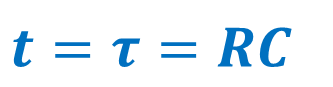 t = τ = RC